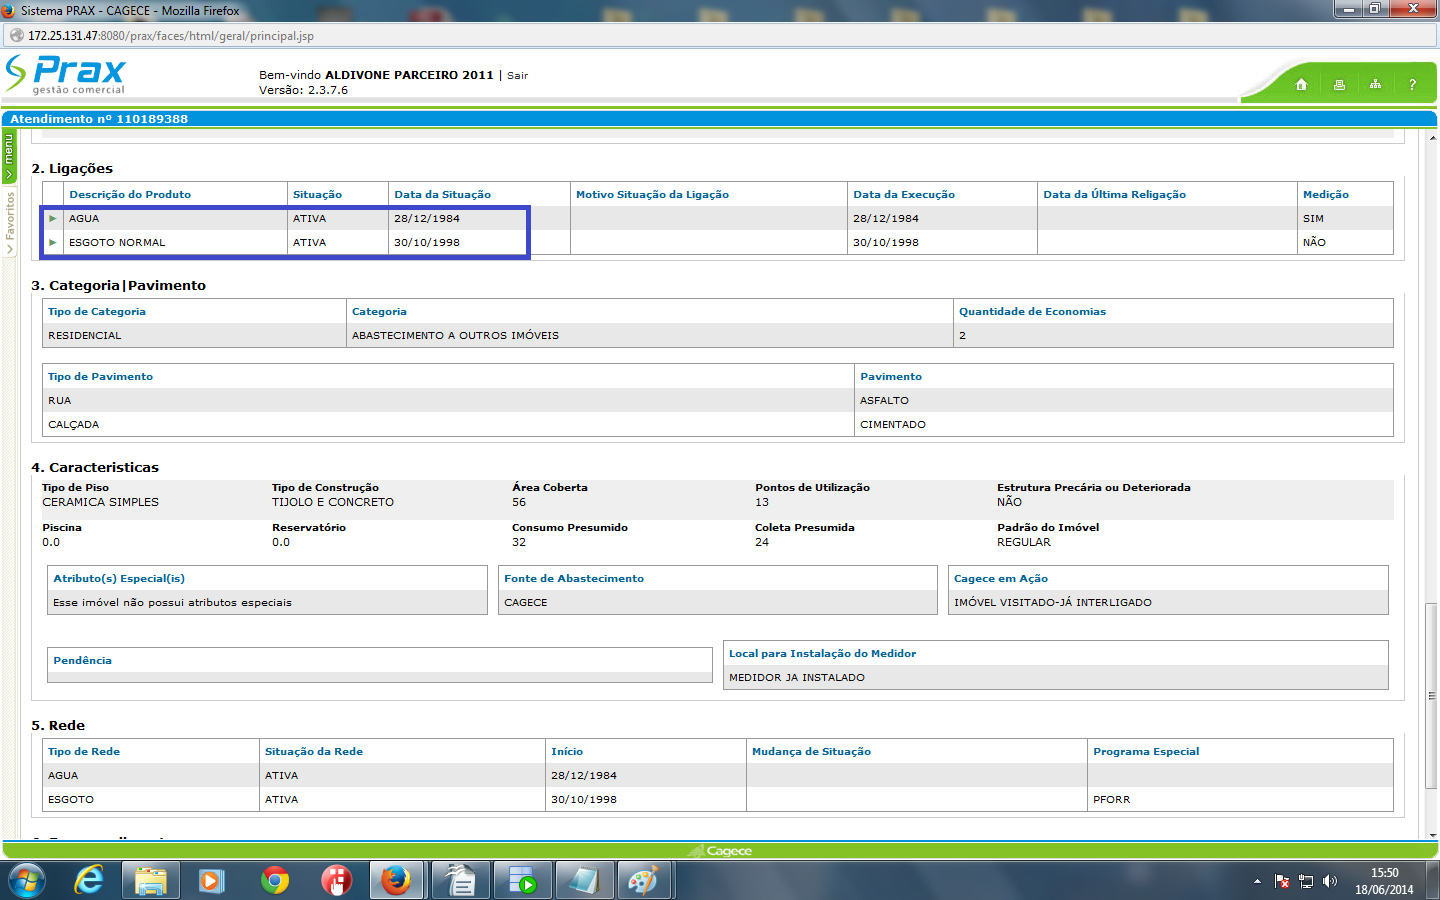 Sistema PRAX - CAGECE - Mozilla Firefox
172.25.131.47:8080/prax/faces/html/geral/principal.jsp
Prax
gestão comercial
Bem-vindo ALDIVONE PARCEIRO 2011 | Sair
Versão: 2.3.7.6
?
Atendimento nº 110189388
menu
Favoritos
2. Ligações
Descrição do Produto Situação Data da Situação Motivo Situação da Ligação Data da Execução Data da Última Religação Medição
AGUA ATIVA 28/12/1984 28/12/1984 SIM
ESGOTO NORMAL ATIVA 30/10/1998 30/10/1998 NÃO
3. Categoria|Pavimento
Tipo de Categoria Categoria Quantidade de Economias
RESIDENCIAL ABASTECIMENTO A OUTROS IMÓVEIS 2
Tipo de Pavimento Pavimento
RUA ASFALTO
CALÇADA CIMENTADO
4. Caracteristicas
Tipo de Piso Tipo de Construção Área Coberta Pontos de Utilização Estrutura Precária ou Deteriorada
CERAMICA SIMPLES TIJOLO E CONCRETO 56 13 NÃO
Piscina Reservatório Consumo Presumido Coleta Presumida Padrão do Imóvel
0.0 0.0 32 24 REGULAR
Atributo(s) Especial(is) Fonte de Abastecimento Cagece em Ação
Esse imóvel não possui atributos especiais CAGECE IMÓVEL VISITADO-JÁ INTERLIGADO
Pendência Local para Instalação do Medidor
MEDIDOR JA INSTALADO
5. Rede
Tipo de Rede Situação da Rede Início Mudança de Situação Programa Especial
AGUA ATIVA 28/12/1984
ESGOTO ATIVA 30/10/1998 PFORR
Cagece
15:50
18/06/2014